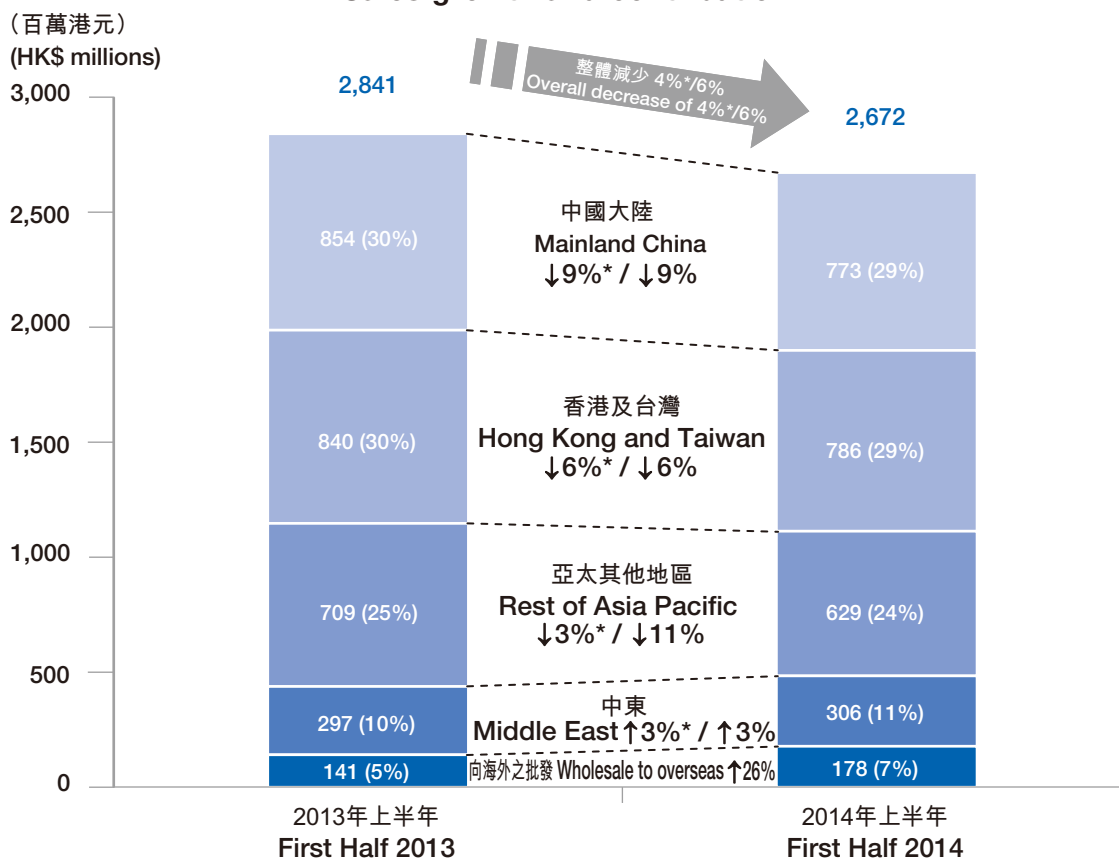 （百萬港元）
(HK$ millions)
3,000
2,500
2,000
1,500
1,000
500
0
2,841
整體減少 4%*/6%
Overall decrease of 4%*/6%
2,672
854 (30%)
中國大陸
Mainland China
↓9%* / ↓9%
773 (29%)
840 (30%)
香港及台灣
Hong Kong and Taiwan
↓6%* / ↓6%
786 (29%)
709 (25%)
亞太其他地區
Rest of Asia Pacific
↓3%* / ↓11%
629 (24%)
297 (10%)
中東
Middle East ↑3%* / ↑3%
306 (11%)
141 (5%)
向海外之批發 Wholesale to overseas ↑26%
178 (7%)
2013年上半年
First Half 2013
2014年上半年
First Half 2014